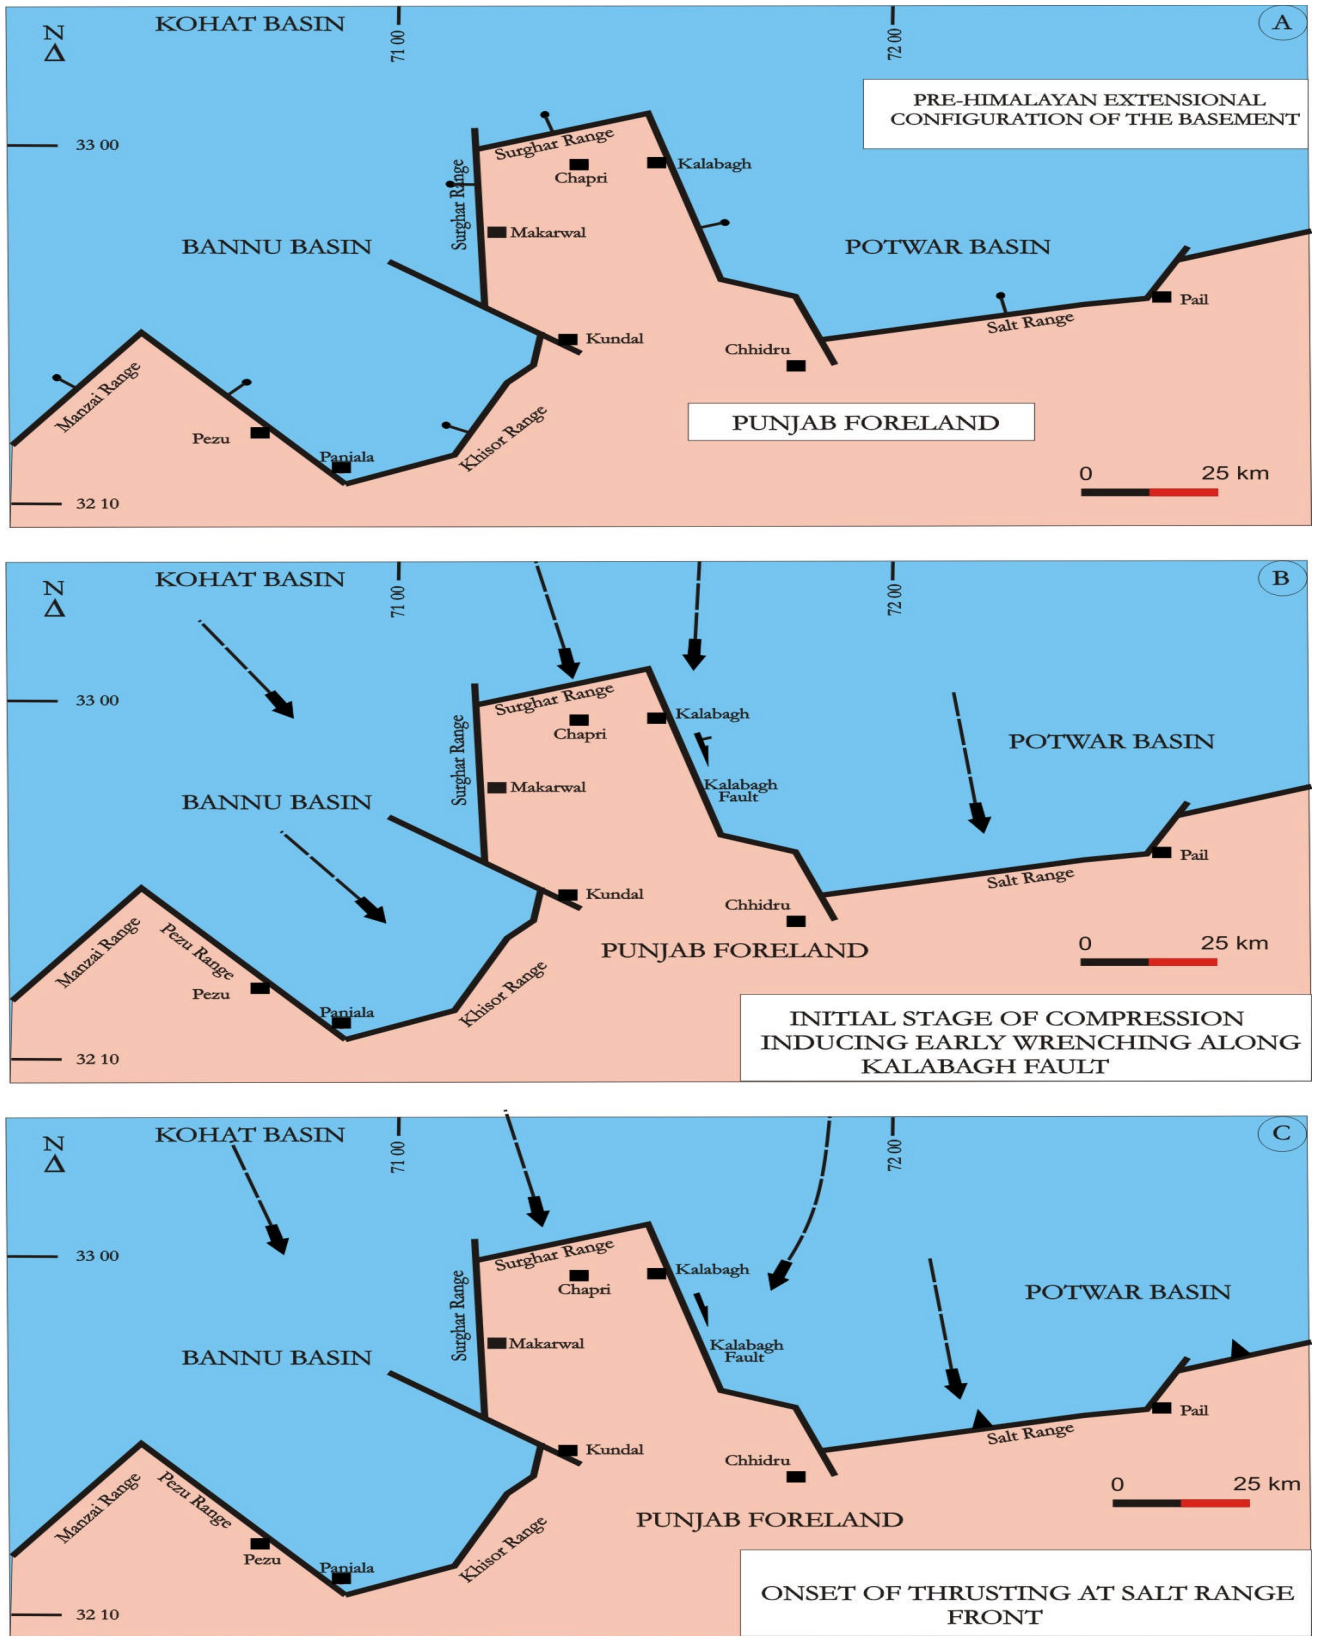 KOHAT BASIN
N
71 00
72 00
A
PRE-HIMALAYAN EXTENSIONAL
CONFIGURATION OF THE BASEMENT
33 00
Surghar Range
Chapri
Kalabagh
Surghar Range
Makarwal
BANNU BASIN
POTWAR BASIN
Pail
Salt Range
Kundal
Chhidru
Manzai Range
Pezu
Paniala
Khisor Range
PUNJAB FORELAND
0 25 km
32 10
KOHAT BASIN
N
71 00
72 00
B
33 00
Surghar Range
Chapri
Kalabagh
Surghar Range
Makarwal
POTWAR BASIN
Kalabagh
Fault
BANNU BASIN
Pail
Salt Range
Kundal
Chhidru
Manzai Range
Pezu Range
Pezu
Paniala
Khisor Range
PUNJAB FORELAND
0 25 km
INITIAL STAGE OF COMPRESSION
INDUCING EARLY WRENCHING ALONG
KALABAGH FAULT
32 10
KOHAT BASIN
N
71 00
72 00
C
33 00
Surghar Range
Chapri
Kalabagh
Surghar Range
Makarwal
POTWAR BASIN
Kalabagh
Fault
BANNU BASIN
Pail
Salt Range
Kundal
Chhidru
Manzai Range
Pezu Range
Pezu
Paniala
Khisor Range
PUNJAB FORELAND
0 25 km
ONSET OF THRUSTING AT SALT RANGE
FRONT
32 10